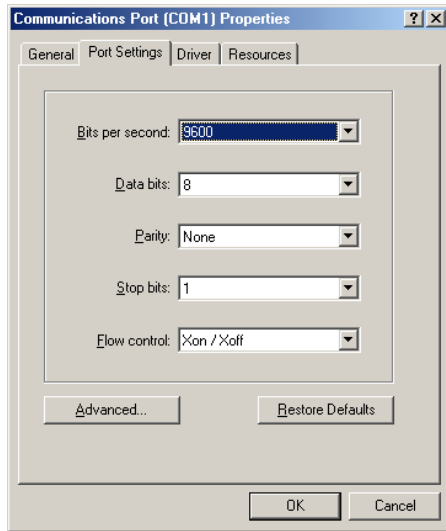 Communications Port (COM1) Properties ? X
General Port Settings Driver Resources
Bits per second: 9600
Data bits: 8
Parity: None
Stop bits: 1
Flow control: Xon / Xoff
Advanced... Restore Defaults
OK Cancel